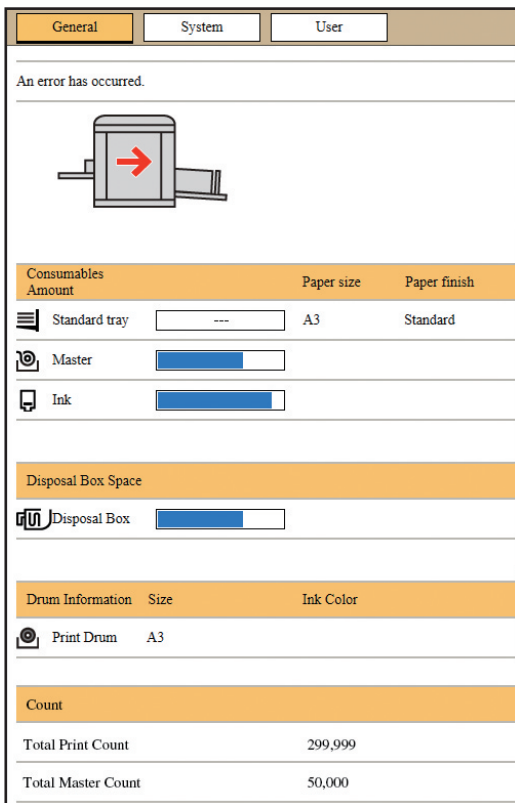 General System User
An error has occurred.
Consumables
Amount Paper size Paper finish
Standard tray --- A3 Standard
Master
Ink
Disposal Box Space
Disposal Box
Drum Information Size Ink Color
Print Drum A3
Count
Total Print Count 299,999
Total Master Count 50,000